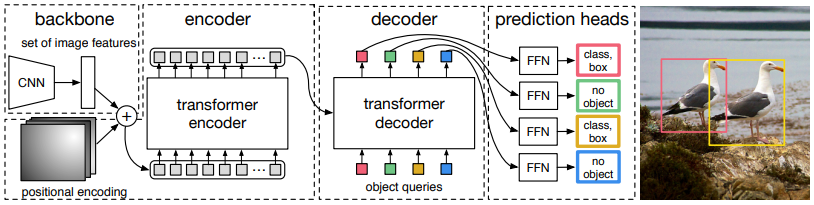 backbone
set of image features
CNN
+
positional encoding
encoder
...
transformer
encoder
...
decoder
transformer
decoder
object queries
prediction heads
FFN
class,
box
FFN
no
object
FFN
class,
box
FFN
no
object